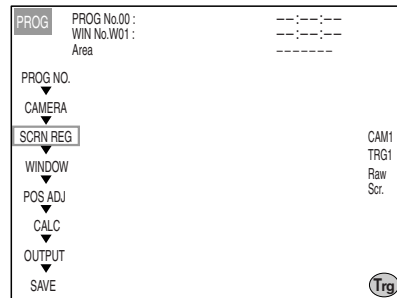 PROG
PROG No.00 : --:--:--
WIN No.W01 : --:--:--
Area -------
PROG NO.
CAMERA
SCRN REG
WINDOW
POS ADJ
CALC
OUTPUT
SAVE
CAM1
TRG1
Raw
Scr.
Trg